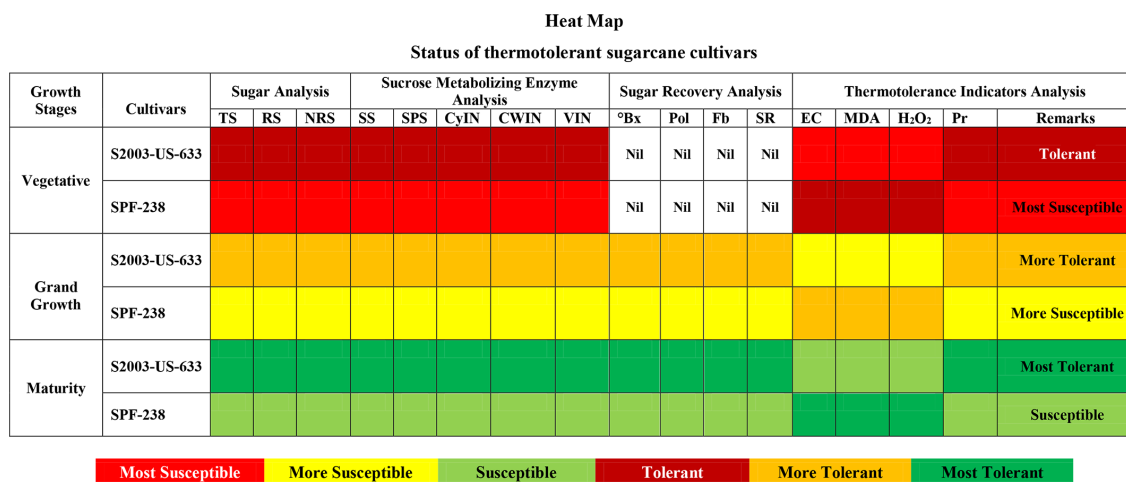 Heat Map
Status of thermotolerant sugarcane cultivars
Growth Stages Cultivars Sugar Analysis Sucrose Metabolizing Enzyme Analysis Sugar Recovery Analysis Thermotolerance Indicators Analysis
TS RS NRS SS SPS CyIN CWIN VIN °Bx Pol Fb SR EC MDA H₂O₂ Pr Remarks
Vegetative
S2003-US-633 Nil Nil Nil Nil Tolerant
SPF-238 Nil Nil Nil Nil Most Susceptible
Grand Growth
S2003-US-633 More Tolerant
SPF-238 More Susceptible
Maturity
S2003-US-633 Most Tolerant
SPF-238 Susceptible
Most Susceptible More Susceptible Susceptible Tolerant More Tolerant Most Tolerant